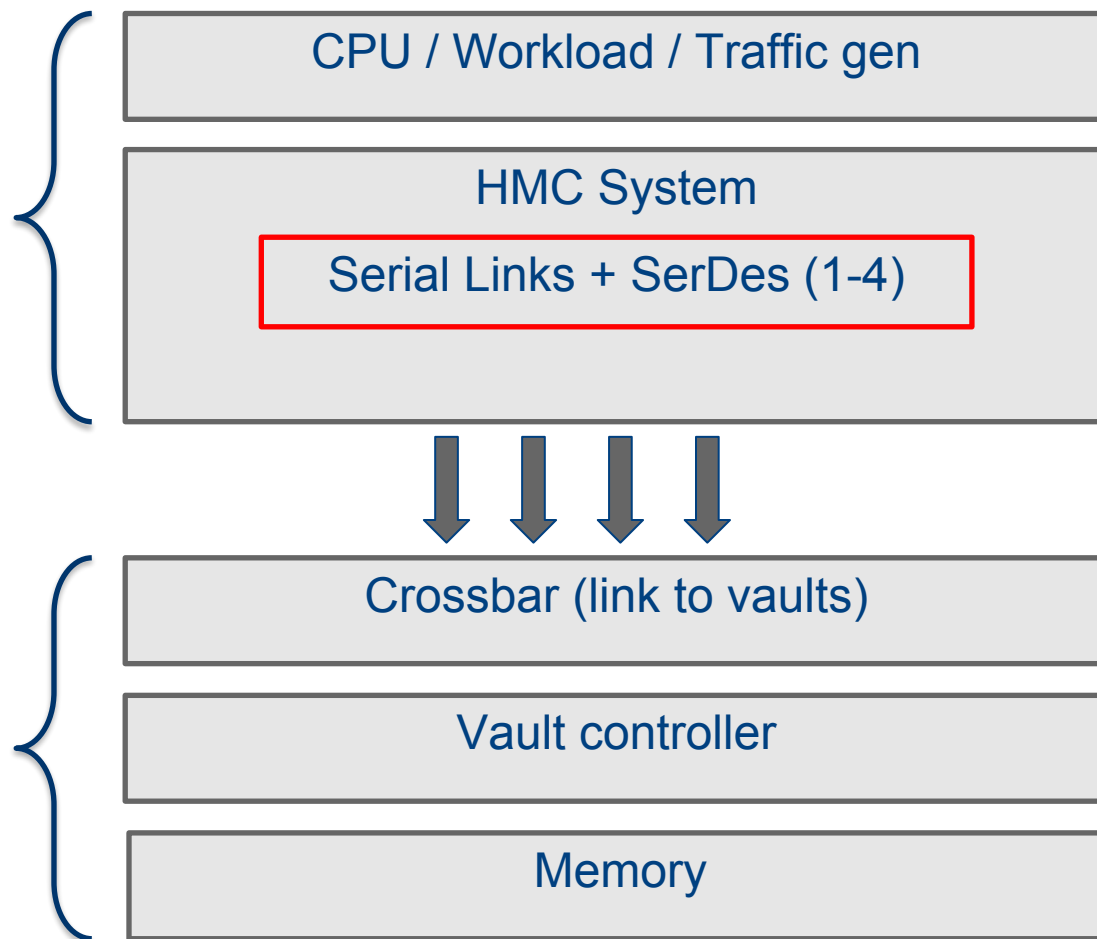 CPU / Workload / Traffic gen
HMC System
Serial Links + SerDes (1-4)
Crossbar (link to vaults)
Vault controller
Memory